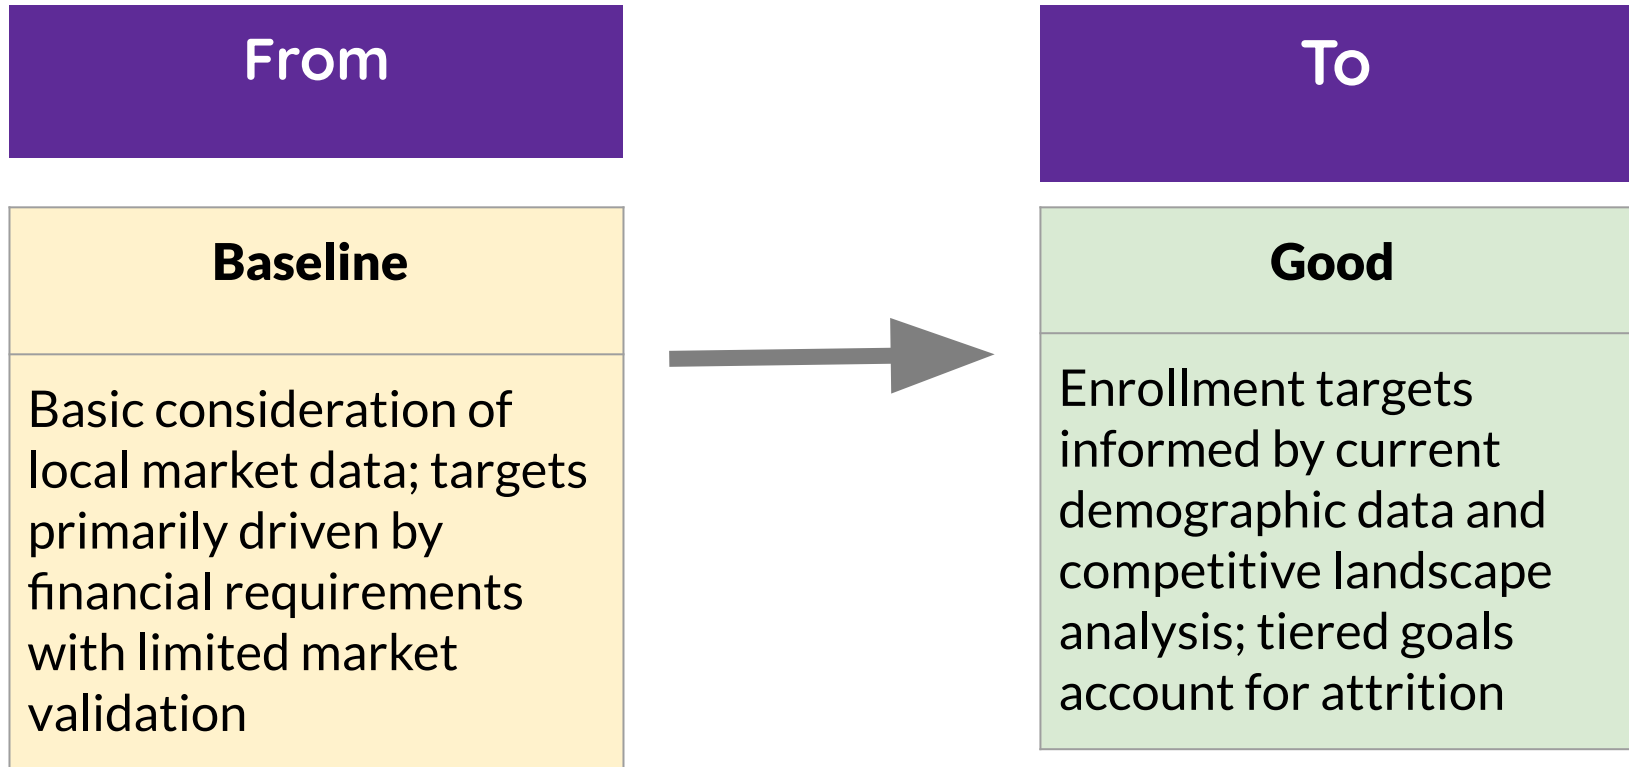 From
To
Baseline
Basic consideration of
local market data; targets
primarily driven by
financial requirements
with limited market
validation
Good
Enrollment targets
informed by current
demographic data and
competitive landscape
analysis; tiered goals
account for attrition